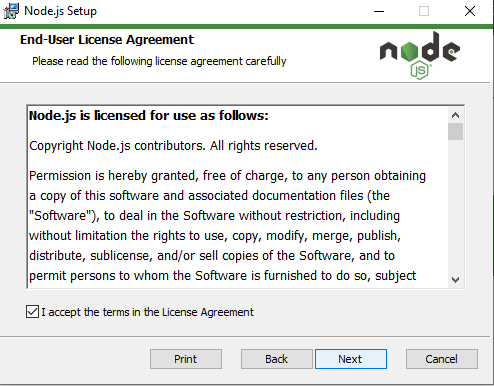 Node.js Setup
End-User License Agreement
Please read the following license agreement carefully
node
JS
Node.js is licensed for use as follows:
Copyright Node.js contributors. All rights reserved.
Permission is hereby granted, free of charge, to any person obtaining
a copy of this software and associated documentation files (the
"Software"), to deal in the Software without restriction, including
without limitation the rights to use, copy, modify, merge, publish,
distribute, sublicense, and/or sell copies of the Software, and to
permit persons to whom the Software is furnished to do so, subject
I accept the terms in the License Agreement
Print Back Next Cancel